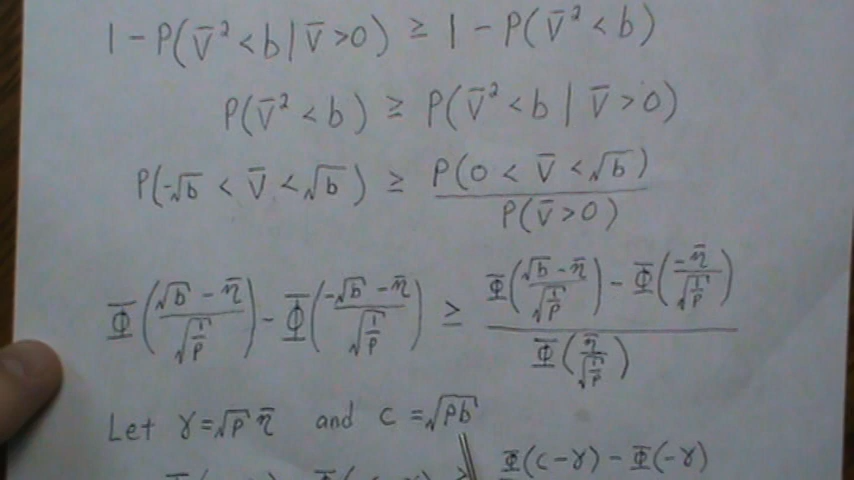 1 - P(V̄² < b | V̄ > 0) ≥ 1 - P(V̄² < b)
P(V̄² < b) ≥ P(V̄² < b | V̄ > 0)
P(-√b < V̄ < √b) ≥ P(0 < V̄ < √b) / P(V̄ > 0)
Φ((√b - η̄)/√(1/p)) - Φ((-√b - η̄)/√(1/p)) ≥ (Φ((√b - η̄)/√(1/p)) - Φ(-η̄/√(1/p))) / Φ(η̄/√(1/p))
Let γ = √p η̄ and c = √pb
Φ(c-γ) - Φ(-γ)